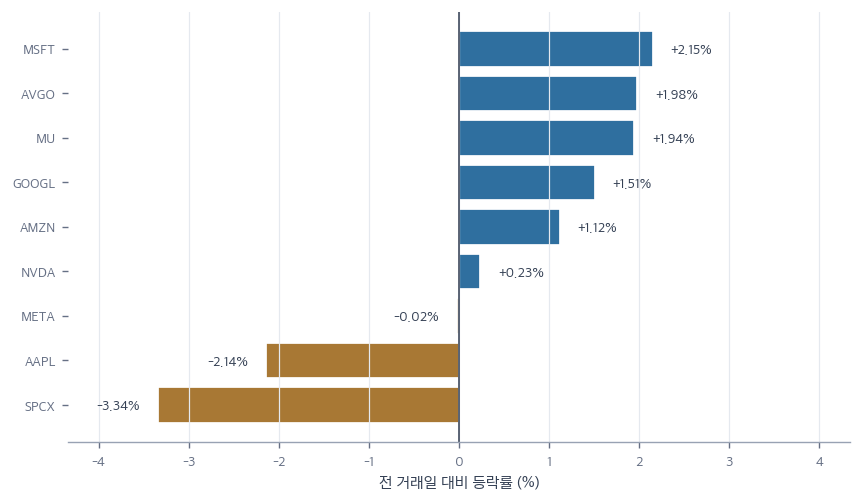 MSFT +2.15%
AVGO +1.98%
MU +1.94%
GOOGL +1.51%
AMZN +1.12%
NVDA +0.23%
META -0.02%
AAPL -2.14%
SPCX -3.34%
-4 -3 -2 -1 0 1 2 3 4
전 거래일 대비 등락률 (%)